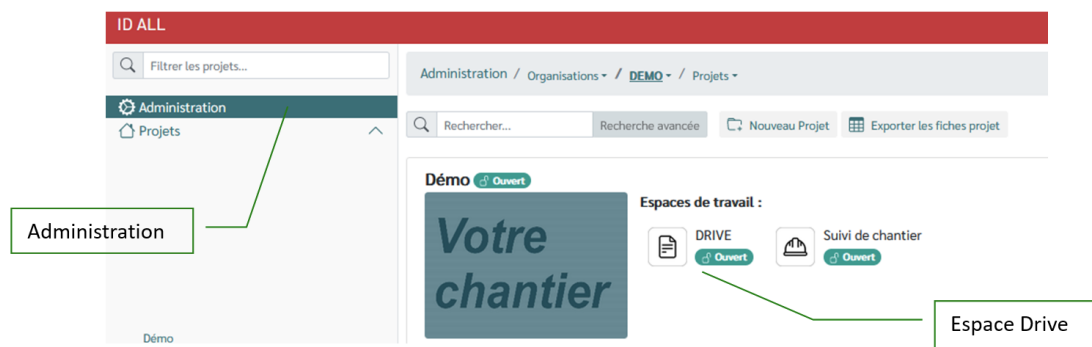 ID ALL
Filtrer les projets...
Administration / Organisations / DEMO / Projets
Administration
Projets
Rechercher... Recherche avancée Nouveau Projet Exporter les fiches projet
Démo Ouvert
Espaces de travail :
Votre
chantier
DRIVE
Ouvert
Suivi de chantier
Ouvert
Administration
Espace Drive
Démo